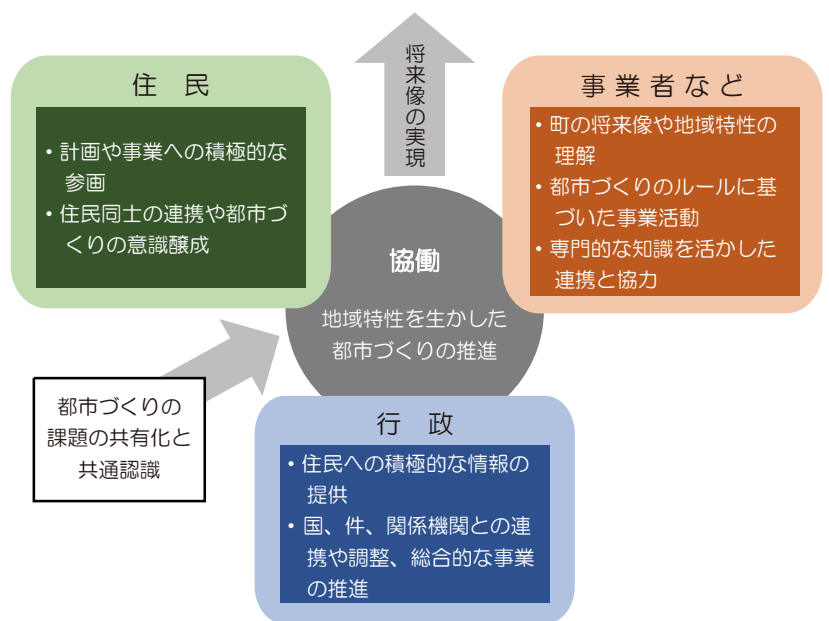 将来像の実現
住 民
・計画や事業への積極的な
参画
・住民同士の連携や都市づ
くりの意識醸成
事業者など
・町の将来像や地域特性の
理解
・都市づくりのルールに基
づいた事業活動
・専門的な知識を活かした
連携と協力
協働
地域特性を生かした
都市づくりの推進
都市づくりの
課題の共有化と
共通認識
行 政
・住民への積極的な情報の
提供
・国、件、関係機関との連
携や調整、総合的な事業
の推進